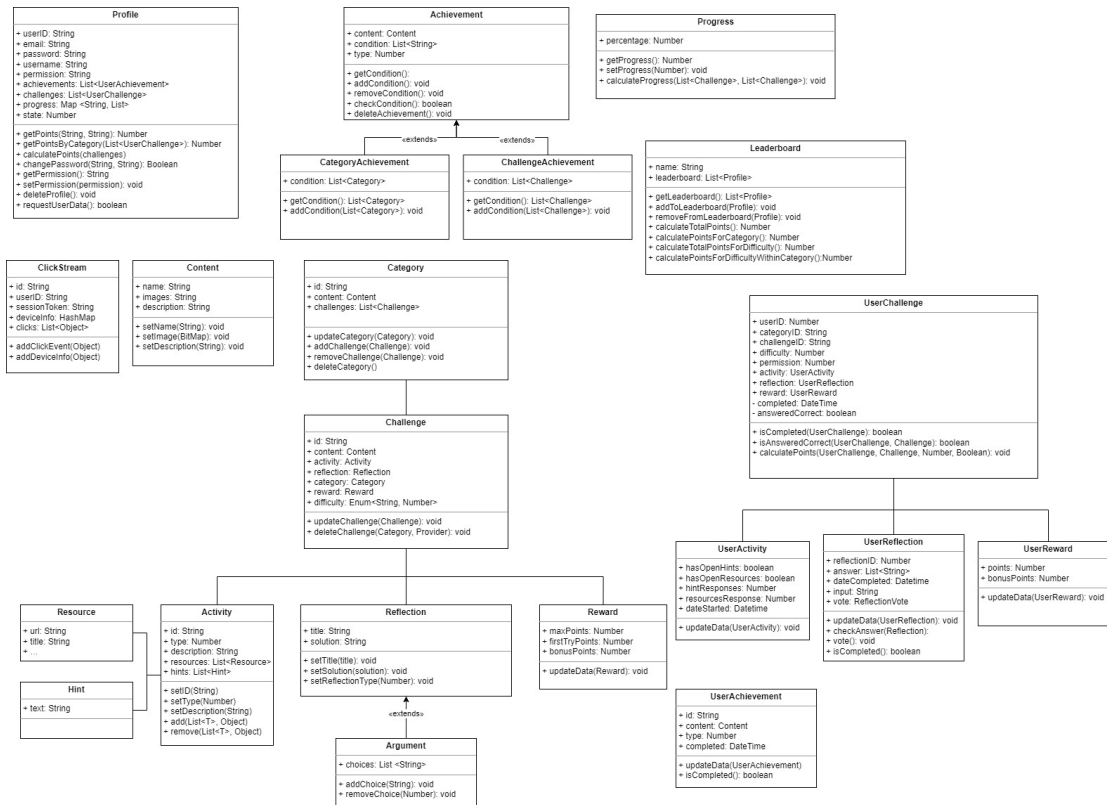 Profile
+ userID: String
+ email: String
+ password: String
+ username: String
+ permission: String
+ achievements: List<UserAchievement>
+ challenges: List<UserChallenge>
+ progress: Map <String, List>
+ state: Number
+ getPoints(String, String): Number
+ getPointsByCategory(List<UserChallenge>): Number
+ calculatePoints(challenges)
+ changePassword(String, String): Boolean
+ getPermission(): String
+ setPermission(permission): void
+ deleteProfile(): void
+ requestUserData(): boolean
Achievement
+ content: Content
+ condition: List<String>
+ type: Number
+ getCondition():
+ addCondition(): void
+ removeCondition(): void
+ checkCondition(): boolean
+ deleteAchievement(): void
Progress
+ percentage: Number
+ getProgress(): Number
+ setProgress(Number): void
+ calculateProgress(List<Challenge>, List<Challenge>): void
«extends»
«extends»
CategoryAchievement
+ condition: List<Category>
+ getCondition(): List<Category>
+ addCondition(List<Category>): void
ChallengeAchievement
+ condition: List<Challenge>
+ getCondition(): List<Challenge>
+ addCondition(List<Challenge>): void
Leaderboard
+ name: String
+ leaderboard: List<Profile>
+ getLeaderboard(): List<Profile>
+ addToLeaderboard(Profile): void
+ removeFromLeaderboard(Profile): void
+ calculateTotalPoints(): Number
+ calculatePointsForCategory(): Number
+ calculateTotalPointsForDifficulty(): Number
+ calculatePointsForDifficultyWithinCategory():Number
ClickStream
+ id: String
+ userID: String
+ sessionToken: String
+ deviceInfo: HashMap
+ clicks: List<Object>
+ addClickEvent(Object)
+ addDeviceInfo(Object)
Content
+ name: String
+ images: String
+ description: String
+ setName(String): void
+ setImage(BitMap): void
+ setDescription(String): void
Category
+ id: String
+ content: Content
+ challenges: List<Challenge>
+ updateCategory(Category): void
+ addChallenge(Challenge): void
+ removeChallenge(Challenge): void
+ deleteCategory()
UserChallenge
+ userID: Number
+ categoryID: String
+ challengeID: String
+ difficulty: Number
+ permission: Number
+ activity: UserActivity
+ reflection: UserReflection
+ reward: UserReward
- completed: DateTime
- answeredCorrect: boolean
+ isCompleted(UserChallenge): boolean
+ isAnsweredCorrect(UserChallenge, Challenge): boolean
+ calculatePoints(UserChallenge, Challenge, Number, Boolean): void
Challenge
+ id: String
+ content: Content
+ activity: Activity
+ reflection: Reflection
+ category: Category
+ reward: Reward
+ difficulty: Enum<String, Number>
+ updateChallenge(Challenge): void
+ deleteChallenge(Category, Provider): void
UserActivity
+ hasOpenHints: boolean
+ hasOpenResources: boolean
+ hintResponses: Number
+ resourcesResponse: Number
+ dateStarted: Datetime
+ updateData(UserActivity): void
UserReflection
+ reflectionID: Number
+ answer: List<String>
+ dateCompleted: Datetime
+ input: String
+ vote: ReflectionVote
+ updateData(UserReflection): void
+ checkAnswer(Reflection):
+ vote(): void
+ isCompleted(): boolean
UserReward
+ points: Number
+ bonusPoints: Number
+ updateData(UserReward): void
Resource
+ url: String
+ title: String
+ ...
Hint
+ text: String
Activity
+ id: String
+ type: Number
+ description: String
+ resources: List<Resource>
+ hints: List<Hint>
+ setID(String)
+ setType(Number)
+ setDescription(String)
+ add(List<T>, Object)
+ remove(List<T>, Object)
Reflection
+ title: String
+ solution: String
+ setTitle(title): void
+ setSolution(solution): void
+ setReflectionType(Number): void
Reward
+ maxPoints: Number
+ firstTryPoints: Number
+ bonusPoints: Number
+ updateData(Reward): void
«extends»
Argument
+ choices: List <String>
+ addChoice(String): void
+ removeChoice(Number): void
UserAchievement
+ id: String
+ content: Content
+ type: Number
+ completed: DateTime
+ updateData(UserAchievement)
+ isCompleted(): boolean